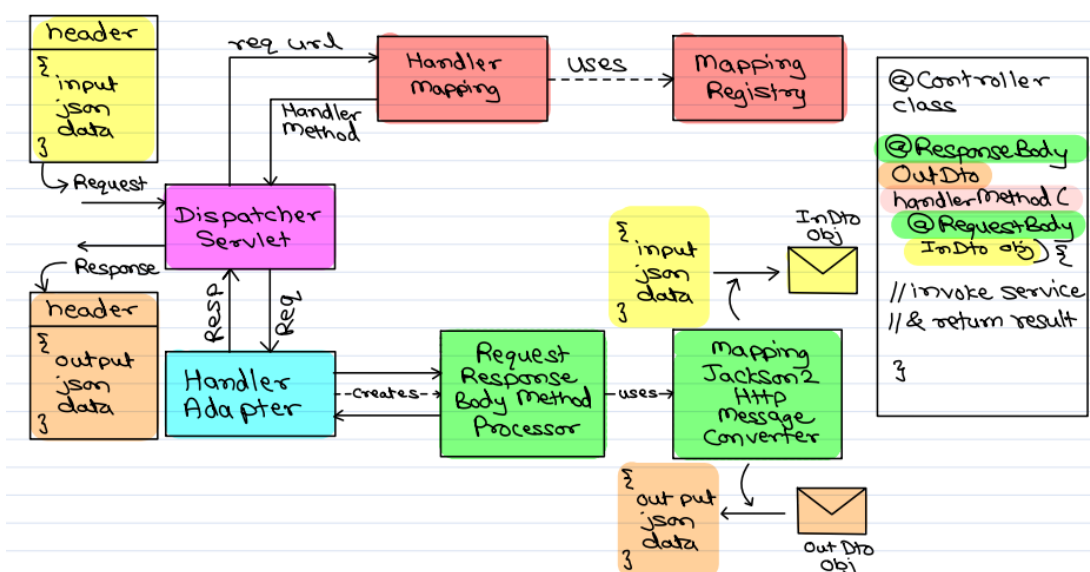 header
{
input
json
data
}
Request
req url
Handler
Mapping
uses
Mapping
Registry
Handler
Method
Dispatcher
Servlet
Response
header
{
output
json
data
}
Resp
Req
Handler
Adapter
creates
Request
Response
Body Method
Processor
uses
Mapping
Jackson2
Http
Message
Converter
{
input
json
data
}
InDto
Obj
{
out put
json
data
}
Out Dto
Obj
@Controller
class
@ResponseBody
OutDto
handlerMethod (
@RequestBody
InDto obj) {
// invoke service
// & return result
}